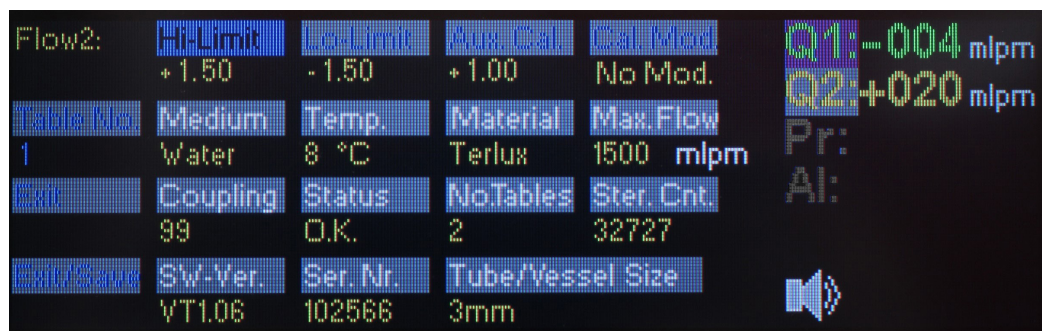 Flow2: Hi-Limit Lo-Limit Aux. Cal. Cal. Mod
+1.50 -1.50 +1.00 No Mod.
Table No. Medium Temp. Material Max. Flow
1 Water 8 °C Terlux 1500 mlpm
Exit Coupling Status No.Tables Ster. Cnt.
99 O.K. 2 32727
Exit/Save SW-Ver. Ser. Nr. Tube/Vessel Size
VT1.06 102566 3mm
Q1:-004 mlpm
Q2:+020 mlpm
Pr:
Al: